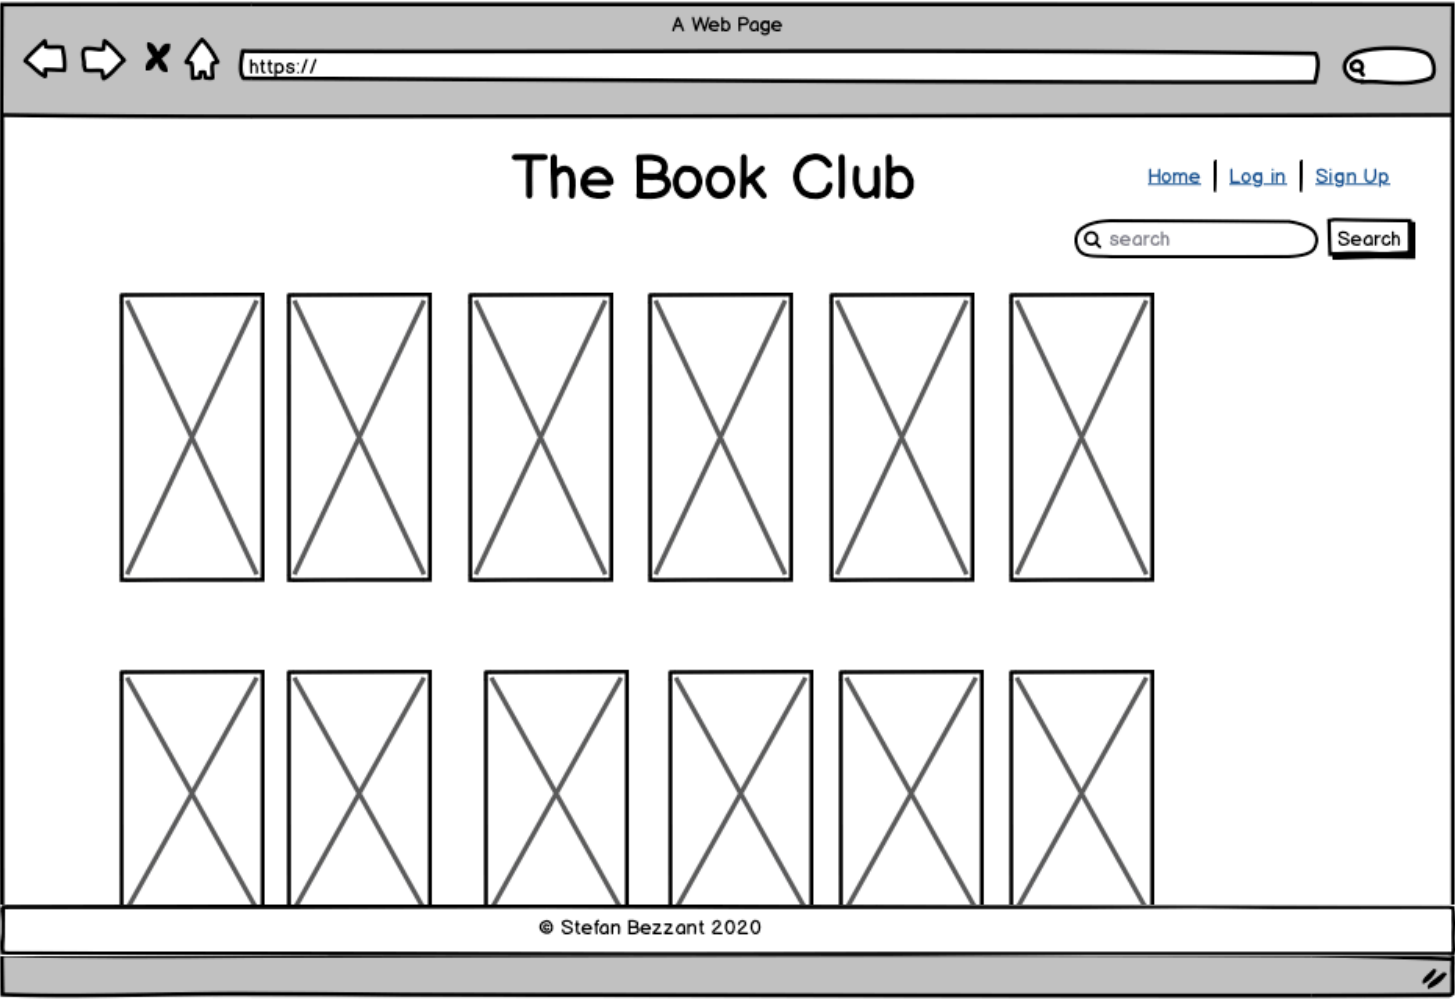 A Web Page
https://
The Book Club
Home | Log in | Sign Up
search Search
© Stefan Bezzant 2020